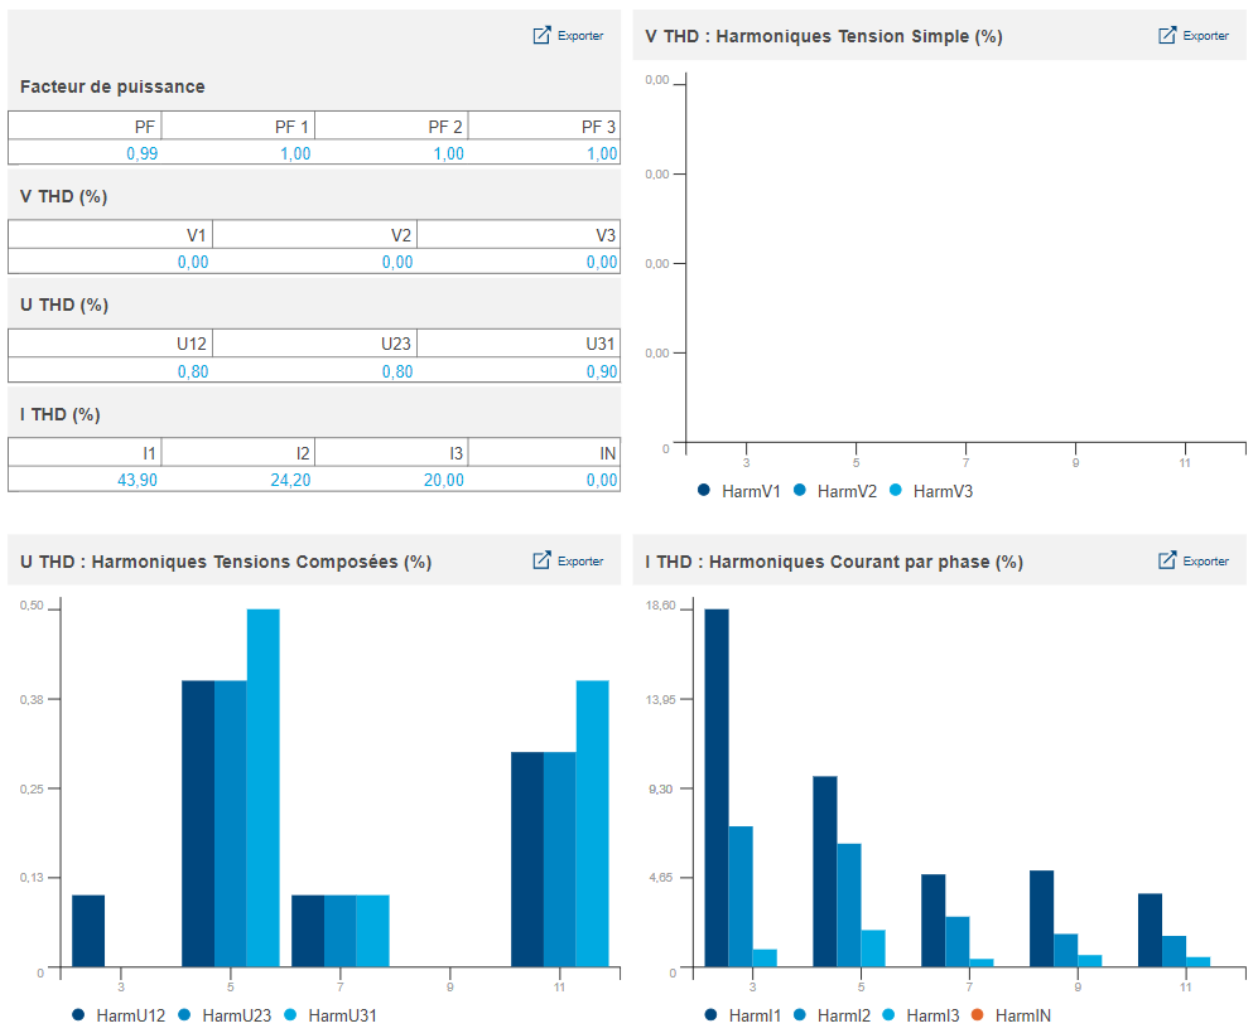 Exporter
Facteur de puissance
PF PF 1 PF 2 PF 3
0,99 1,00 1,00 1,00
V THD (%)
V1 V2 V3
0,00 0,00 0,00
U THD (%)
U12 U23 U31
0,80 0,80 0,90
I THD (%)
I1 I2 I3 IN
43,90 24,20 20,00 0,00
V THD : Harmoniques Tension Simple (%) Exporter
0,00
0,00
0,00
0,00
0
3 5 7 9 11
HarmV1 HarmV2 HarmV3
U THD : Harmoniques Tensions Composées (%) Exporter
0,50
0,38
0,25
0,13
0
3 5 7 9 11
HarmU12 HarmU23 HarmU31
I THD : Harmoniques Courant par phase (%) Exporter
18,60
13,95
9,30
4,65
0
3 5 7 9 11
HarmI1 HarmI2 HarmI3 HarmIN